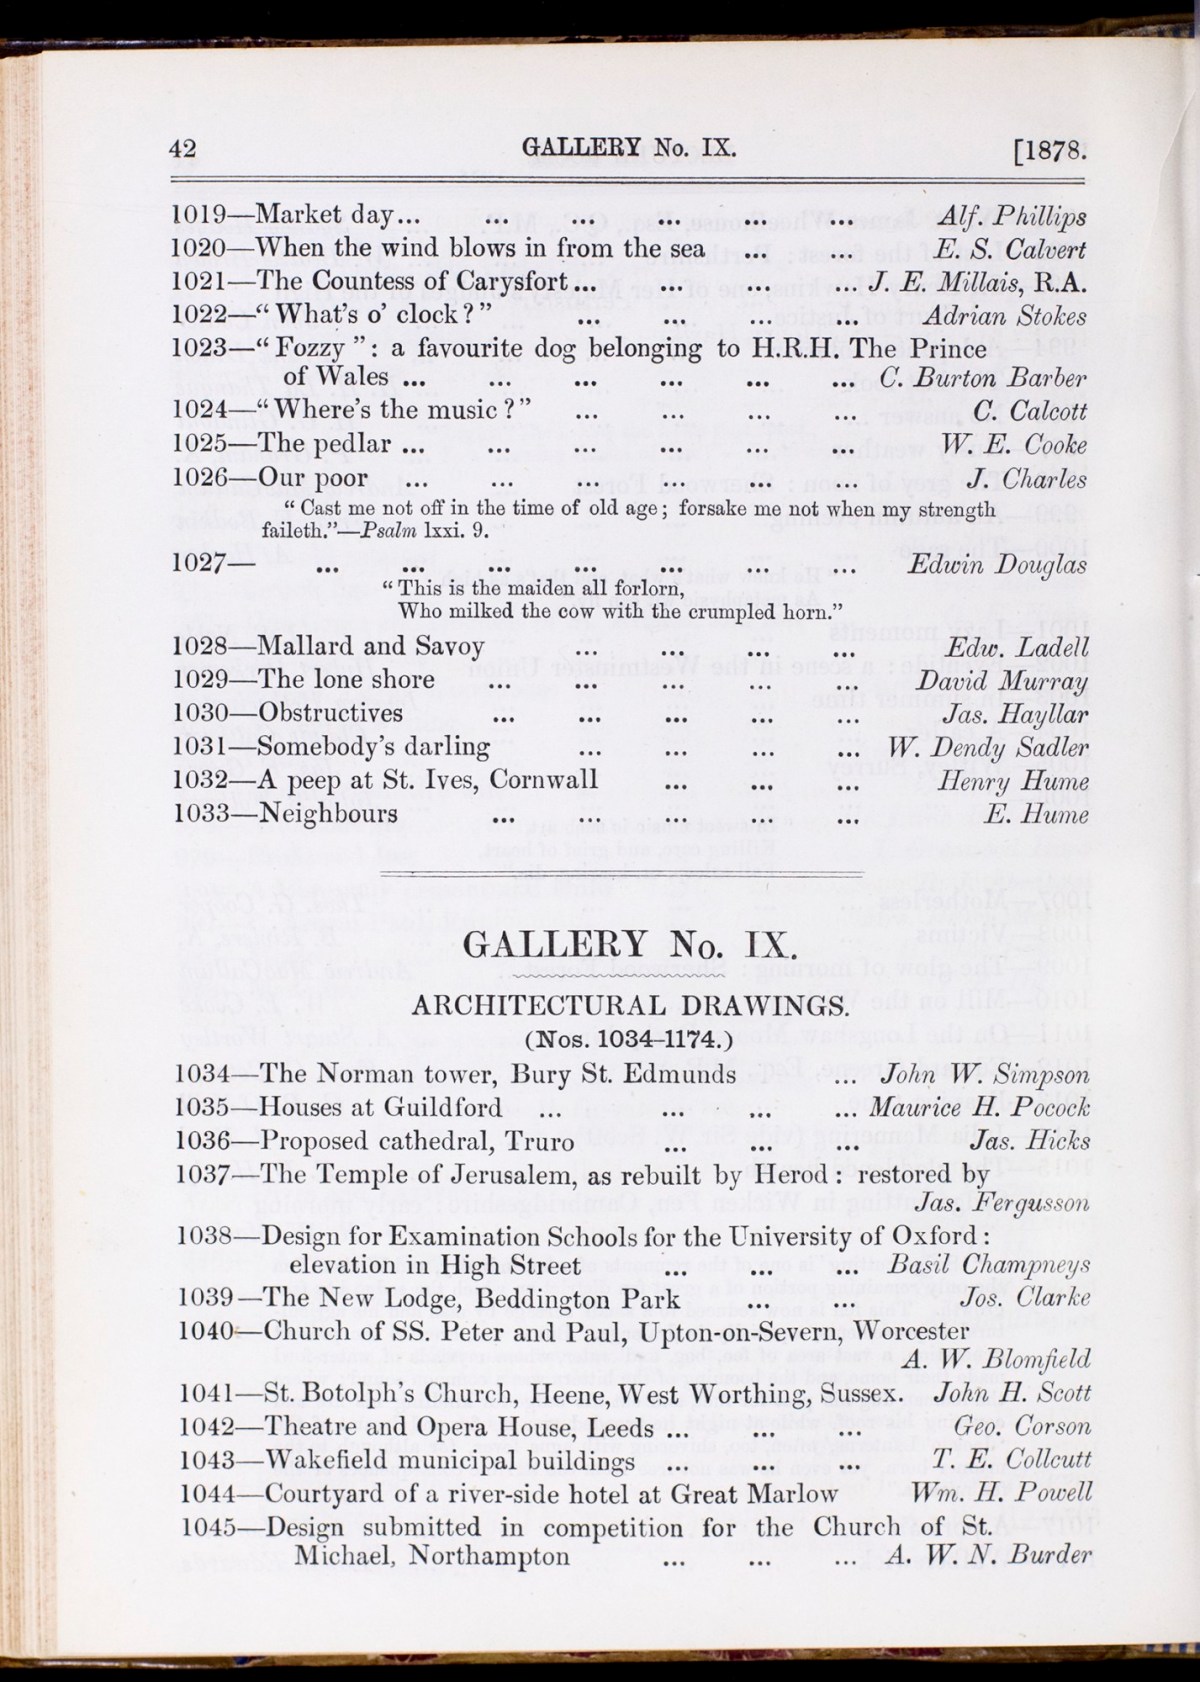 42 GALLERY No. IX. [1878.
1019—Market day... ... ... ... ... ... Alf. Phillips
1020—When the wind blows in from the sea ... ... E. S. Calvert
1021—The Countess of Carysfort... ... ... ... J. E. Millais, R.A.
1022—“ What's o' clock ? ” ... ... ... ... Adrian Stokes
1023—“ Fozzy ” : a favourite dog belonging to H.R.H. The Prince
of Wales ... ... ... ... ... ... C. Burton Barber
1024—“ Where's the music ? ” ... ... ... ... C. Calcott
1025—The pedlar ... ... ... ... ... ... W. E. Cooke
1026—Our poor ... ... ... ... ... ... J. Charles
“ Cast me not off in the time of old age ; forsake me not when my strength
faileth.”—Psalm lxxi. 9.
1027— ... ... ... ... ... ... ... Edwin Douglas
“ This is the maiden all forlorn,
Who milked the cow with the crumpled horn.”
1028—Mallard and Savoy ... ... ... ... Edw. Ladell
1029—The lone shore ... ... ... ... ... David Murray
1030—Obstructives ... ... ... ... ... Jas. Hayllar
1031—Somebody's darling ... ... ... ... W. Dendy Sadler
1032—A peep at St. Ives, Cornwall ... ... ... Henry Hume
1033—Neighbours ... ... ... ... ... E. Hume
GALLERY No. IX.
ARCHITECTURAL DRAWINGS.
(Nos. 1034-1174.)
1034—The Norman tower, Bury St. Edmunds ... John W. Simpson
1035—Houses at Guildford ... ... ... ... Maurice H. Pocock
1036—Proposed cathedral, Truro ... ... ... Jas. Hicks
1037—The Temple of Jerusalem, as rebuilt by Herod : restored by
Jas. Fergusson
1038—Design for Examination Schools for the University of Oxford :
elevation in High Street ... ... ... Basil Champneys
1039—The New Lodge, Beddington Park ... ... Jos. Clarke
1040—Church of SS. Peter and Paul, Upton-on-Severn, Worcester
A. W. Blomfield
1041—St. Botolph's Church, Heene, West Worthing, Sussex. John H. Scott
1042—Theatre and Opera House, Leeds ... ... ... Geo. Corson
1043—Wakefield municipal buildings ... ... ... T. E. Collcutt
1044—Courtyard of a river-side hotel at Great Marlow Wm. H. Powell
1045—Design submitted in competition for the Church of St.
Michael, Northampton ... ... ... A. W. N. Burder